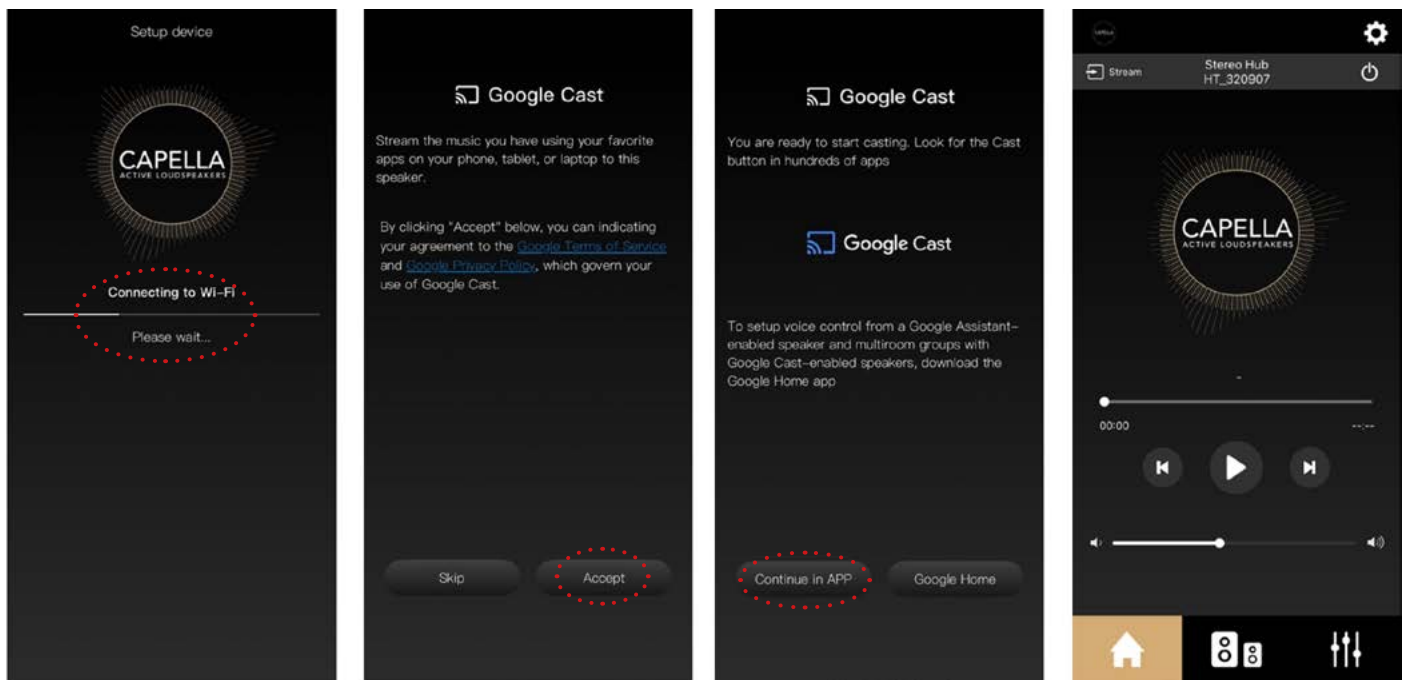 Setup device
CAPELLA
ACTIVE LOUDSPEAKERS
Connecting to Wi-Fi
Please wait...
Google Cast
Stream the music you have using your favorite
apps on your phone, tablet, or laptop to this
speaker.
By clicking "Accept" below, you can indicating
your agreement to the Google Terms of Service
and Google Privacy Policy, which govern your
use of Google Cast.
Skip
Accept
Google Cast
You are ready to start casting. Look for the Cast
button in hundreds of apps
Google Cast
To setup voice control from a Google Assistant-
enabled speaker and multiroom groups with
Google Cast-enabled speakers, download the
Google Home app
Continue in APP
Google Home
CAPELLA
Stream
Stereo Hub
HT_320907
CAPELLA
ACTIVE LOUDSPEAKERS
-
00:00
--:--